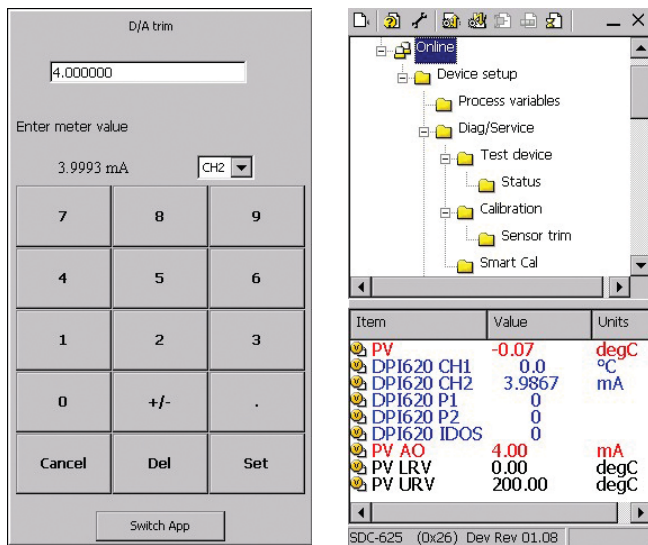 D/A trim
4.000000
Enter meter value
3.9993 mA CH2
7 8 9
4 5 6
1 2 3
0 +/- .
Cancel Del Set
Switch App
Online
Device setup
Process variables
Diag/Service
Test device
Status
Calibration
Sensor trim
Smart Cal
Item Value Units
PV -0.07 degC
DPI620 CH1 0.0 °C
DPI620 CH2 3.9867 mA
DPI620 P1 0
DPI620 P2 0
DPI620 IDOS 0
PV AO 4.00 mA
PV LRV 0.00 degC
PV URV 200.00 degC
SDC-625 (0x26) Dev Rev 01.08